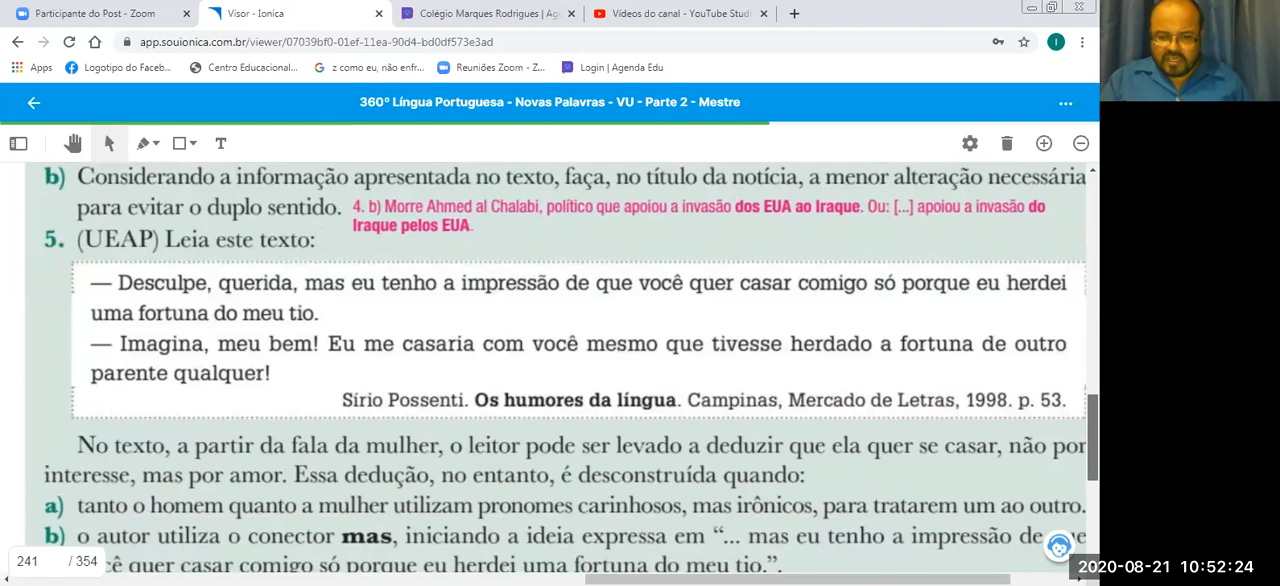 Participante do Post - Zoom
Visor - Ionica
Colégio Marques Rodrigues | Ag
Vídeos do canal - YouTube Studi
app.souionica.com.br/viewer/07039bf0-01ef-11ea-90d4-bd0df573e3ad
I
Apps
Logotipo do Faceb...
Centro Educacional...
z como eu, não enfr...
Reuniões Zoom - Z...
Login | Agenda Edu
360° Língua Portuguesa - Novas Palavras - VU - Parte 2 - Mestre
T
b) Considerando a informação apresentada no texto, faça, no título da notícia, a menor alteração necessária
para evitar o duplo sentido. 4. b) Morre Ahmed al Chalabi, político que apoiou a invasão dos EUA ao Iraque. Ou: [...] apoiou a invasão do
Iraque pelos EUA.
5. (UEAP) Leia este texto:
— Desculpe, querida, mas eu tenho a impressão de que você quer casar comigo só porque eu herdei
uma fortuna do meu tio.
— Imagina, meu bem! Eu me casaria com você mesmo que tivesse herdado a fortuna de outro
parente qualquer!
Sírio Possenti. Os humores da língua. Campinas, Mercado de Letras, 1998. p. 53.
No texto, a partir da fala da mulher, o leitor pode ser levado a deduzir que ela quer se casar, não por
interesse, mas por amor. Essa dedução, no entanto, é desconstruída quando:
a) tanto o homem quanto a mulher utilizam pronomes carinhosos, mas irônicos, para tratarem um ao outro.
b) o autor utiliza o conector mas, iniciando a ideia expressa em “... mas eu tenho a impressão de
cê quer casar comigo só porque eu herdei uma fortuna do meu tio.”.
241 / 354
2020-08-21 10:52:24